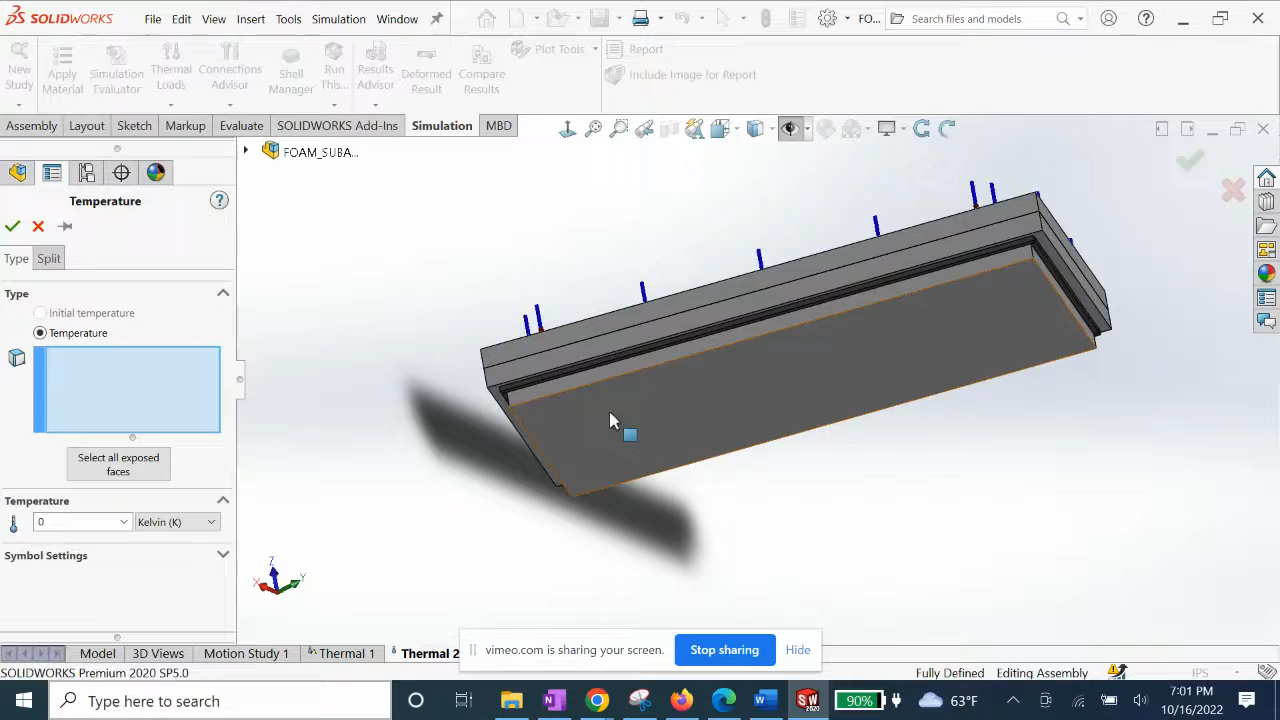 SOLIDWORKS File Edit View Insert Tools Simulation Window FO... Search files and models
New Study
Apply Material
Simulation Evaluator
Thermal Loads
Connections Advisor
Shell Manager
Run This...
Results Advisor
Deformed Result
Compare Results
Plot Tools
Report
Include Image for Report
Assembly Layout Sketch Markup Evaluate SOLIDWORKS Add-Ins Simulation MBD
FOAM_SUBA...
Temperature
Type Split
Type
Initial temperature
Temperature
Select all exposed
faces
Temperature
0 Kelvin (K)
Symbol Settings
Z
X Y
vimeo.com is sharing your screen. Stop sharing Hide
Model 3D Views Motion Study 1 Thermal 1 Thermal 2
SOLIDWORKS Premium 2020 SP5.0 Fully Defined Editing Assembly IPS
Type here to search 90% 63°F 7:01 PM
10/16/2022